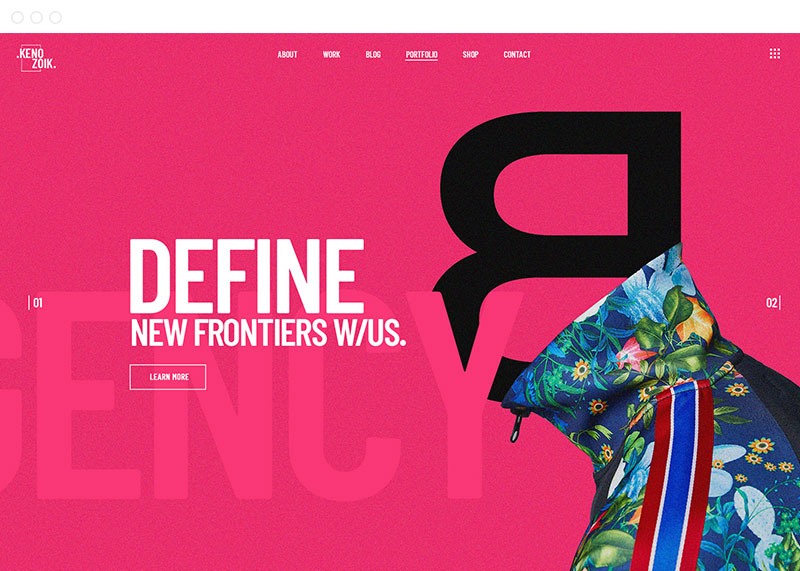 .KENO
ZOIK.
ABOUT WORK BLOG PORTFOLIO SHOP CONTACT
DEFINE
01
02
NEW FRONTIERS W/US.
GENCY
LEARN MORE